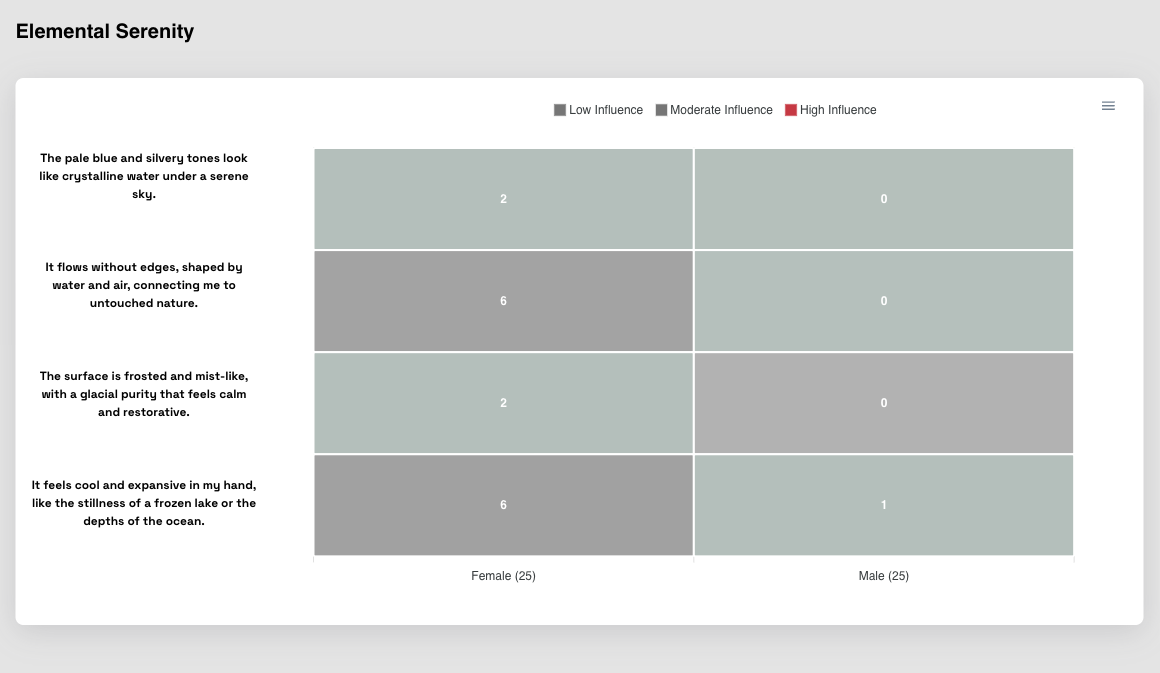 Elemental Serenity
Low Influence Moderate Influence High Influence
The pale blue and silvery tones look
like crystalline water under a serene
sky.
2 0
It flows without edges, shaped by
water and air, connecting me to
untouched nature.
6 0
The surface is frosted and mist-like,
with a glacial purity that feels calm
and restorative.
2 0
It feels cool and expansive in my hand,
like the stillness of a frozen lake or the
depths of the ocean.
6 1
Female (25) Male (25)